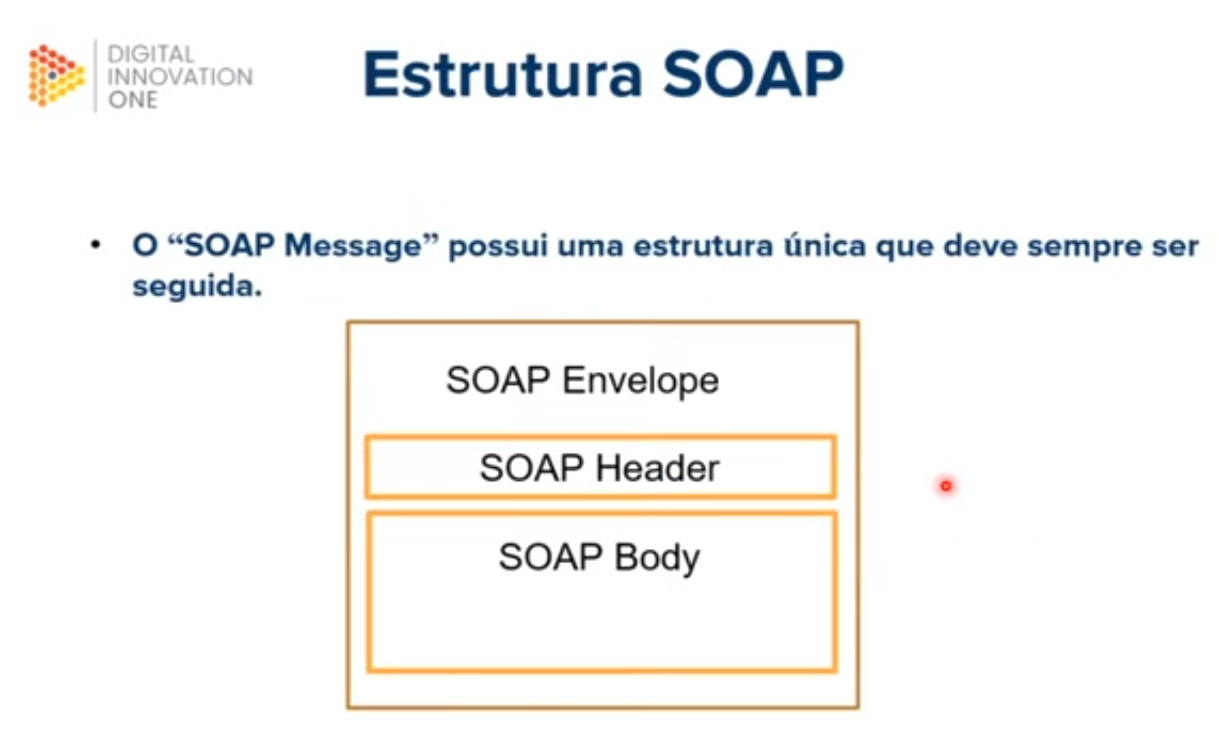 DIGITAL
INNOVATION
ONE
Estrutura SOAP
• O “SOAP Message” possui uma estrutura única que deve sempre ser
seguida.
SOAP Envelope
SOAP Header
SOAP Body